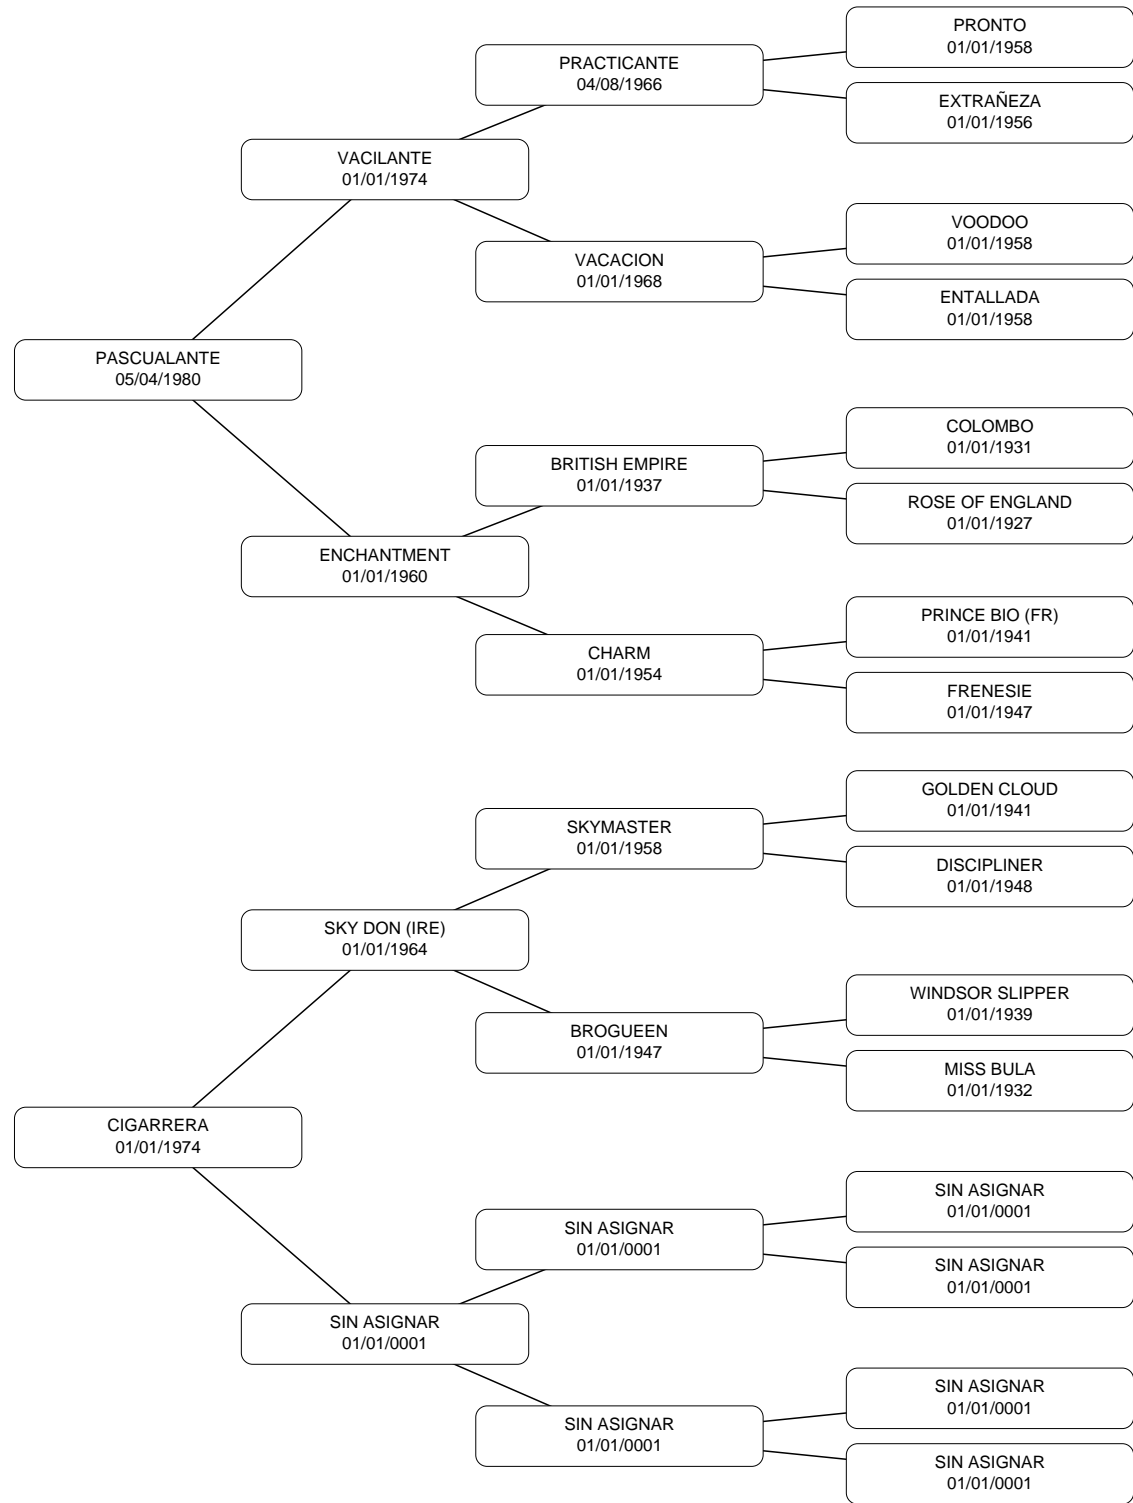 PRONTO
01/01/1958
PRACTICANTE
04/08/1966
EXTRAÑEZA
01/01/1956
VACILANTE
01/01/1974
VOODOO
01/01/1958
VACACION
01/01/1968
ENTALLADA
01/01/1958
PASCUALANTE
05/04/1980
COLOMBO
01/01/1931
BRITISH EMPIRE
01/01/1937
ROSE OF ENGLAND
01/01/1927
ENCHANTMENT
01/01/1960
PRINCE BIO (FR)
01/01/1941
CHARM
01/01/1954
FRENESIE
01/01/1947
GOLDEN CLOUD
01/01/1941
SKYMASTER
01/01/1958
DISCIPLINER
01/01/1948
SKY DON (IRE)
01/01/1964
WINDSOR SLIPPER
01/01/1939
BROGUEEN
01/01/1947
MISS BULA
01/01/1932
CIGARRERA
01/01/1974
SIN ASIGNAR
01/01/0001
SIN ASIGNAR
01/01/0001
SIN ASIGNAR
01/01/0001
SIN ASIGNAR
01/01/0001
SIN ASIGNAR
01/01/0001
SIN ASIGNAR
01/01/0001
SIN ASIGNAR
01/01/0001